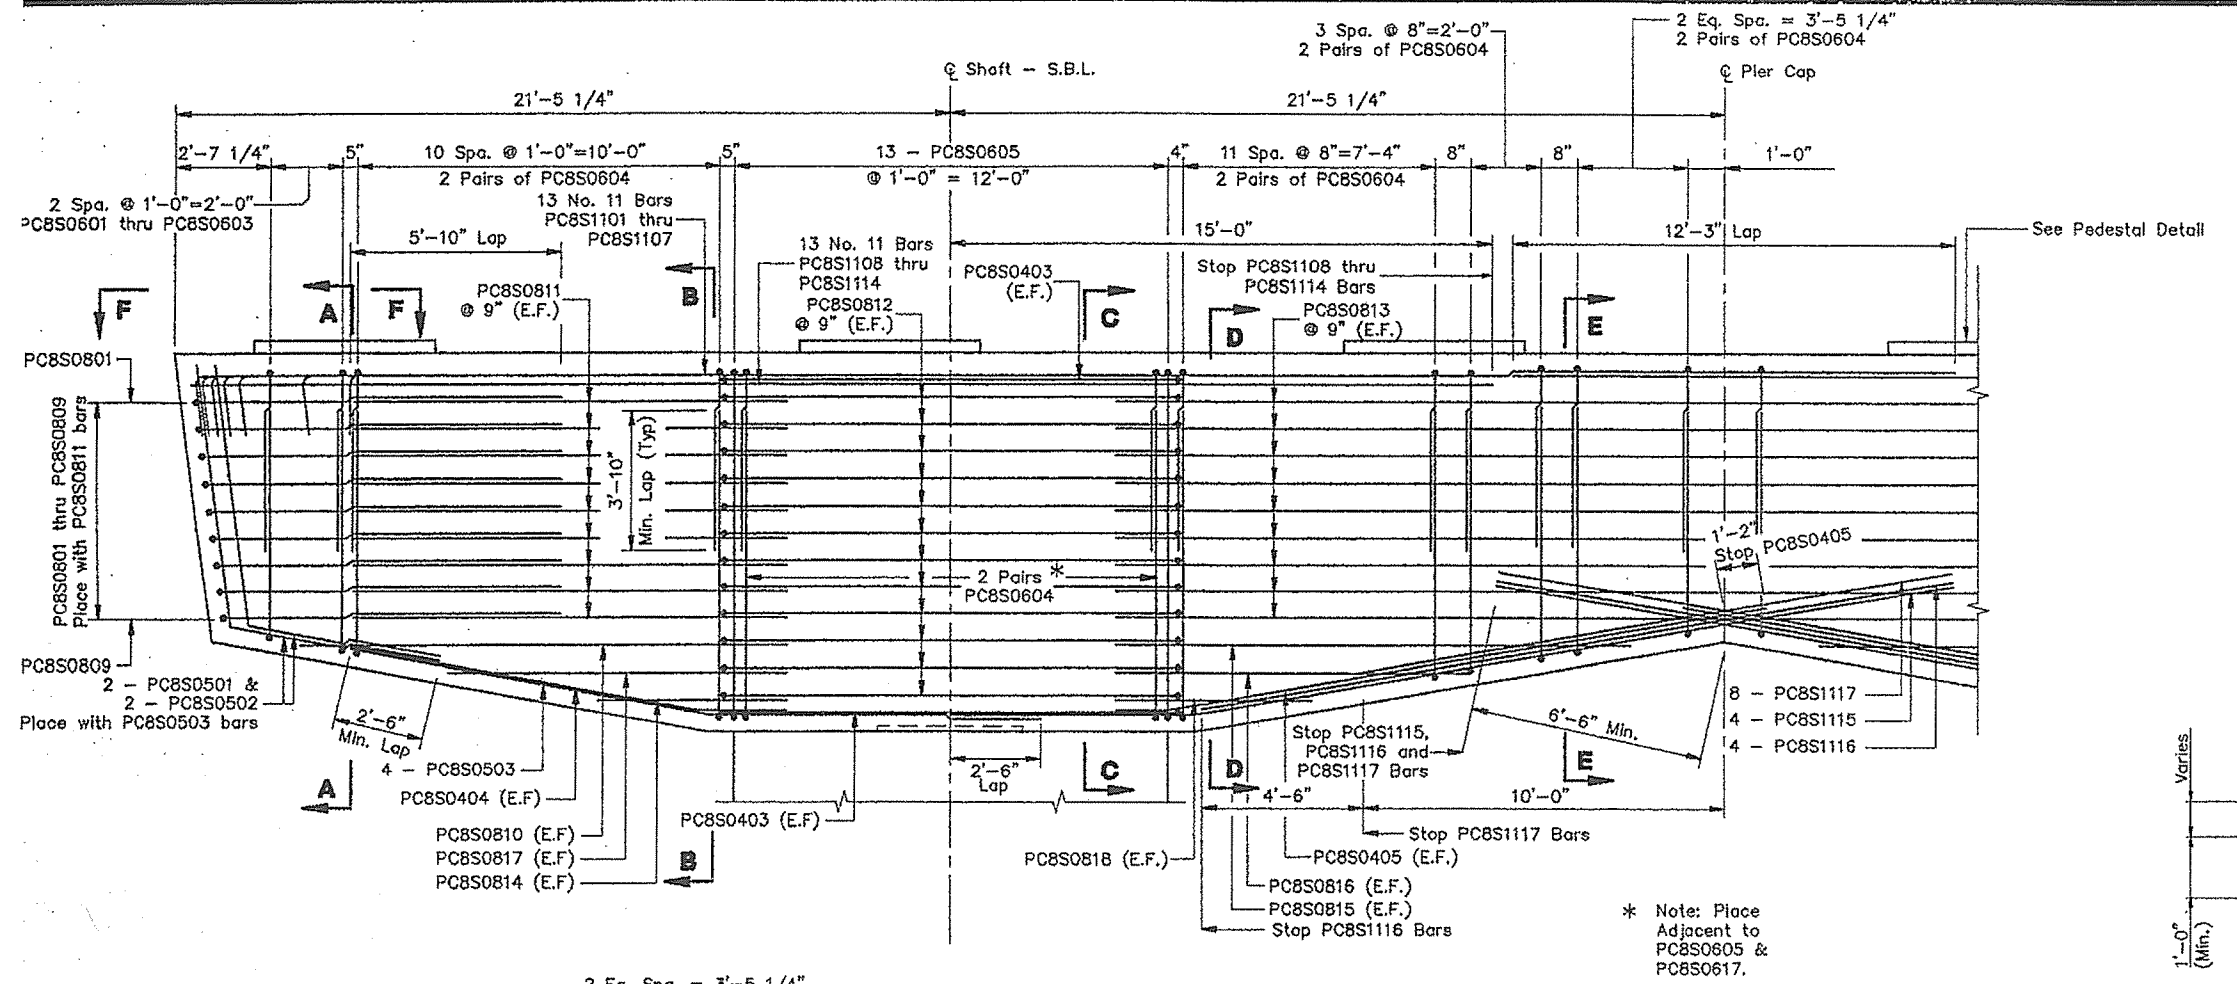 3 Spa. @ 8"=2'-0"
2 Pairs of PC8S0604
2 Eq. Spa. = 3'-5 1/4"
2 Pairs of PC8S0604
℄ Shaft - S.B.L.
℄ Pier Cap
21'-5 1/4"
21'-5 1/4"
2'-7 1/4"
5"
10 Spa. @ 1'-0"=10'-0"
2 Pairs of PC8S0604
5"
13 - PC8S0605
@ 1'-0" = 12'-0"
4"
11 Spa. @ 8"=7'-4"
2 Pairs of PC8S0604
8"
8"
1'-0"
2 Spa. @ 1'-0"=2'-0"
PC8S0601 thru PC8S0603
13 No. 11 Bars
PC8S1101 thru
PC8S1107
5'-10" Lap
13 No. 11 Bars
PC8S1108 thru
PC8S1114
PC8S0403
(E.F.)
15'-0"
12'-3" Lap
See Pedestal Detail
Stop PC8S1108 thru
PC8S1114 Bars
F
A
F
B
C
D
E
PC8S0811
@ 9" (E.F.)
PC8S0812
@ 9" (E.F.)
PC8S0813
@ 9" (E.F.)
PC8S0801
PC8S0801 thru PC8S0809
Place with PC8S0811 bars
3'-10"
Min. Lap (Typ)
2 Pairs *
PC8S0604
1'-2"
Stop PC8S0405
PC8S0809
2 - PC8S0501 &
2 - PC8S0502
Place with PC8S0503 bars
2'-6"
Min. Lap
4 - PC8S0503
A
PC8S0404 (E.F)
PC8S0810 (E.F)
PC8S0817 (E.F)
PC8S0814 (E.F)
PC8S0403 (E.F)
B
2'-6"
Lap
C
D
E
Stop PC8S1115,
PC8S1116 and
PC8S1117 Bars
6'-6" Min.
8 - PC8S1117
4 - PC8S1115
4 - PC8S1116
4'-6"
10'-0"
Stop PC8S1117 Bars
PC8S0818 (E.F.)
PC8S0405 (E.F.)
PC8S0816 (E.F.)
PC8S0815 (E.F.)
Stop PC8S1116 Bars
* Note: Place
Adjacent to
PC8S0605 &
PC8S0617.
Varies
1'-0"
(Min.)
2 Eq. Spa. = 3'-5 1/4"